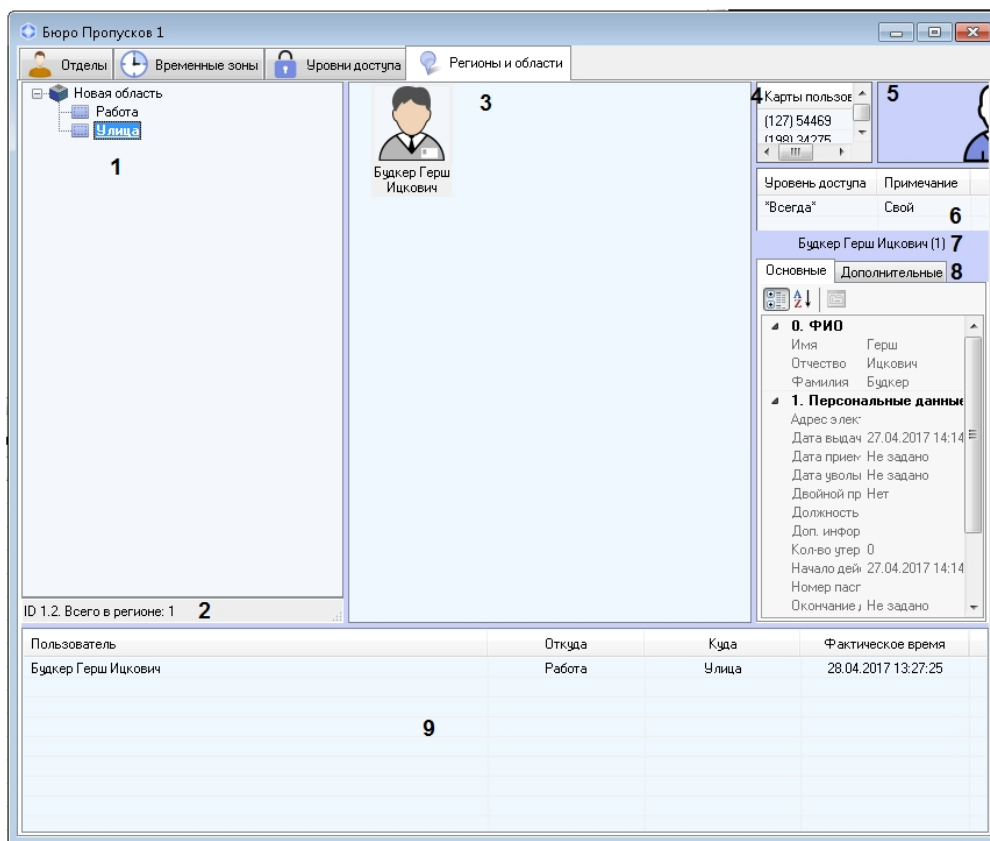 Бюро Пропусков 1
Отделы Временные зоны Уровни доступа Регионы и области
Новая область
Работа
Улица
1
ID 1.2. Всего в регионе: 1 2
3
Будкер Герш
Ицкович
4 Карты пользов
(127) 54469
(198) 34275
5
Уровень доступа Примечание
*Всегда* Свой
6
Будкер Герш Ицкович (1) 7
Основные Дополнительные 8
0. ФИО
Имя Герш
Отчество Ицкович
Фамилия Будкер
1. Персональные данные
Адрес элек
Дата выдач 27.04.2017 14:14
Дата прием Не задано
Дата уволы Не задано
Двойной пр Нет
Должность
Доп. инфор
Кол-во утер 0
Начало дей 27.04.2017 14:14
Номер пасп
Окончание Не задано
Пользователь Откуда Куда Фактическое время
Будкер Герш Ицкович Работа Улица 28.04.2017 13:27:25
9